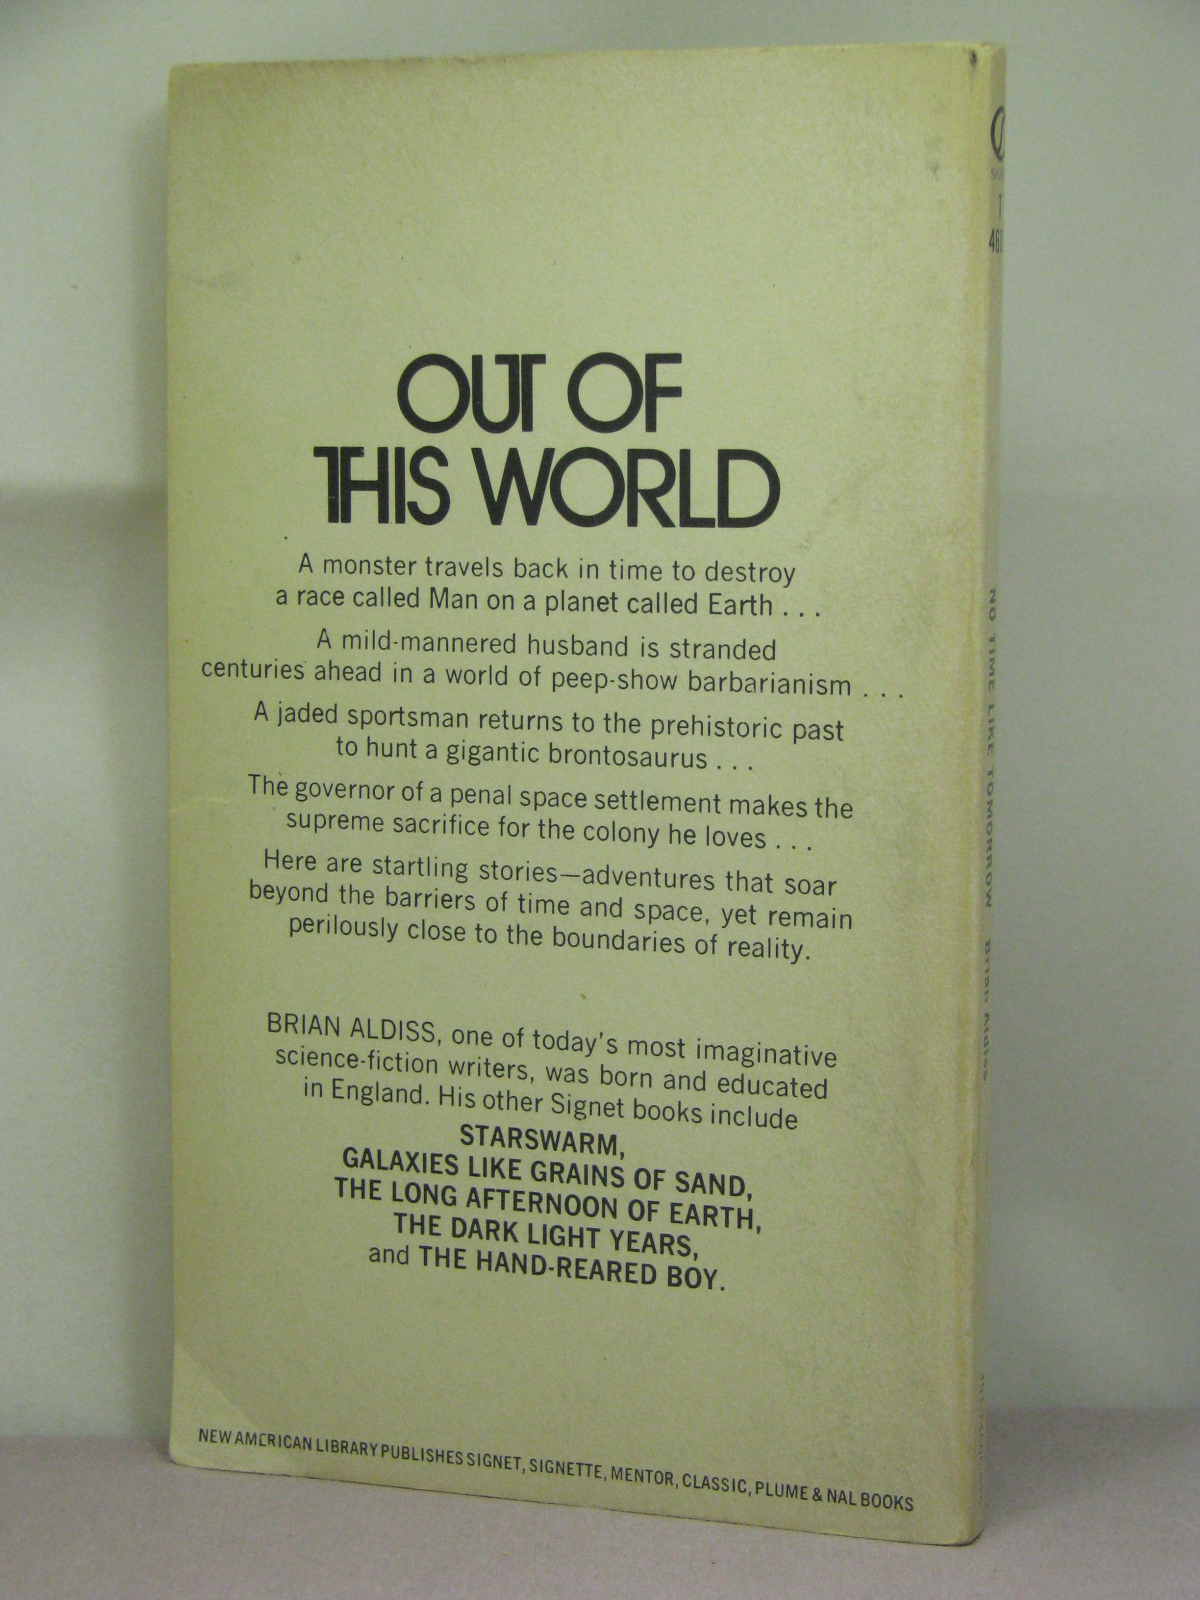 OUT OF
THIS WORLD
A monster travels back in time to destroy
a race called Man on a planet called Earth . . .
A mild-mannered husband is stranded
centuries ahead in a world of peep-show barbarianism . . .
A jaded sportsman returns to the prehistoric past
to hunt a gigantic brontosaurus . . .
The governor of a penal space settlement makes the
supreme sacrifice for the colony he loves . . .
Here are startling stories—adventures that soar
beyond the barriers of time and space, yet remain
perilously close to the boundaries of reality.
BRIAN ALDISS, one of today's most imaginative
science-fiction writers, was born and educated
in England. His other Signet books include
STARSWARM,
GALAXIES LIKE GRAINS OF SAND,
THE LONG AFTERNOON OF EARTH,
THE DARK LIGHT YEARS,
and THE HAND-REARED BOY.
NEW AMERICAN LIBRARY PUBLISHES SIGNET, SIGNETTE, MENTOR, CLASSIC, PLUME & NAL BOOKS
T
NO TIME LIKE TOMORROW Brian Aldiss